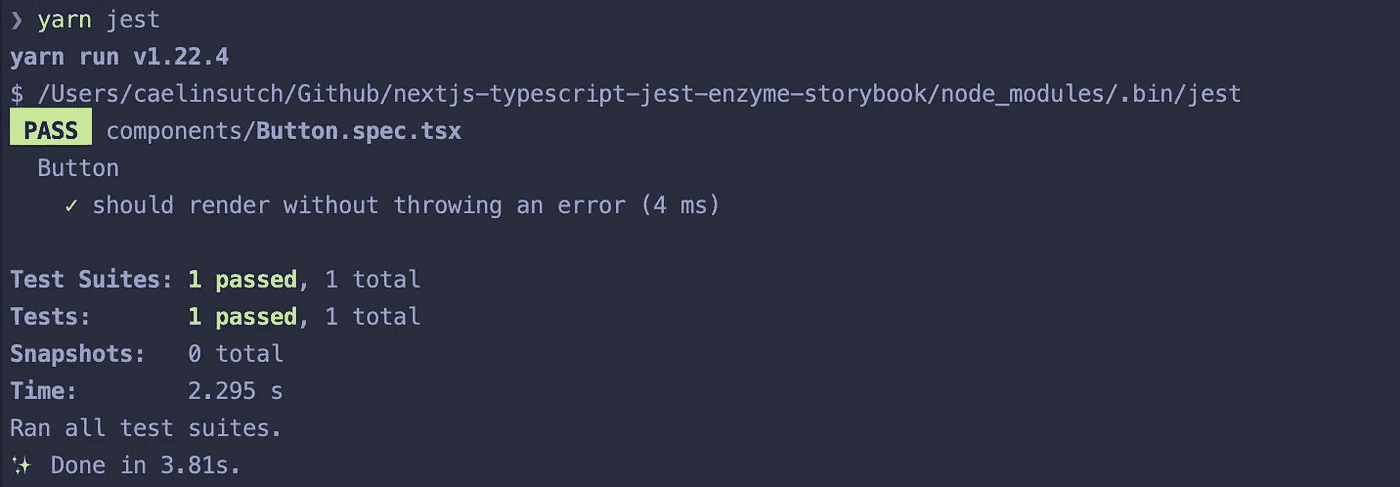 ❯ yarn jest
yarn run v1.22.4
$ /Users/caelinsutch/Github/nextjs-typescript-jest-enzyme-storybook/node_modules/.bin/jest
PASS components/Button.spec.tsx
Button
✓ should render without throwing an error (4 ms)
Test Suites: 1 passed, 1 total
Tests: 1 passed, 1 total
Snapshots: 0 total
Time: 2.295 s
Ran all test suites.
✨ Done in 3.81s.